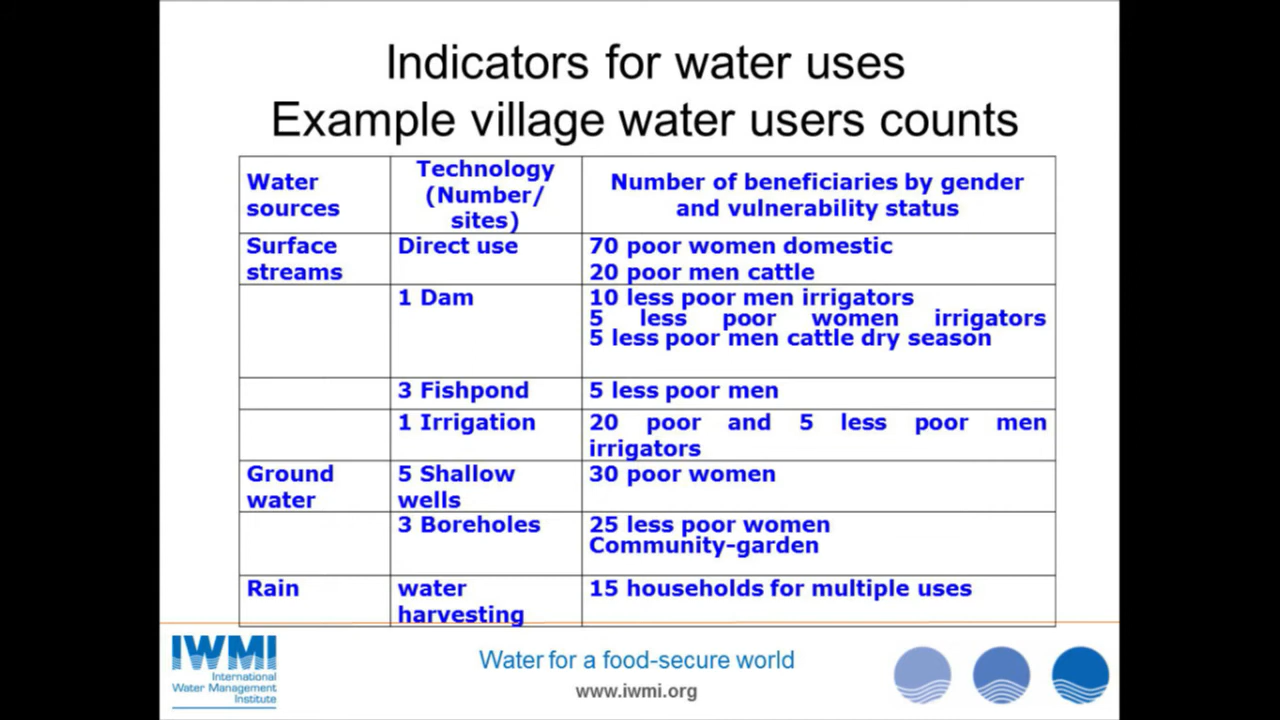 Indicators for water uses
Example village water users counts
Water
sources
Technology
(Number/
sites)
Number of beneficiaries by gender
and vulnerability status
Surface
streams
Direct use
70 poor women domestic
20 poor men cattle
1 Dam
10 less poor men irrigators
5 less poor women irrigators
5 less poor men cattle dry season
3 Fishpond
5 less poor men
1 Irrigation
20 poor and 5 less poor men
irrigators
Ground
water
5 Shallow
wells
30 poor women
3 Boreholes
25 less poor women
Community-garden
Rain
water
harvesting
15 households for multiple uses
IWMI
International
Water Management
Institute
Water for a food-secure world
www.iwmi.org